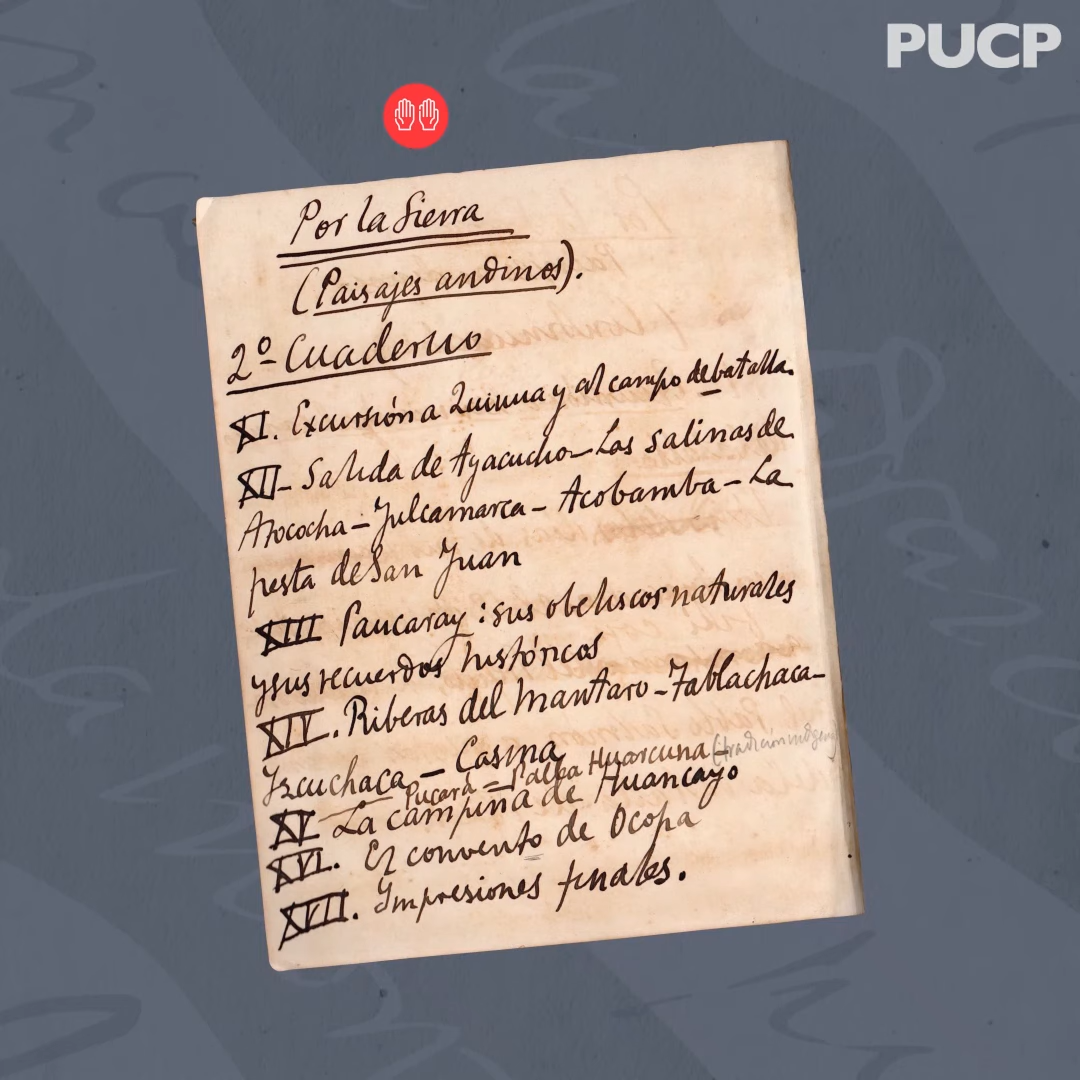 PUCP
Por la Sierra
(Paisajes andinos).
2º Cuaderno
XI. Excursión a Quinua y al campo de batalla.
XII- Salida de Ayacucho - Las salinas de
Atococha - Julcamarca - Acobamba - La
fiesta de San Juan
XIII Paucaray: sus obeliscos naturales
y sus recuerdos históricos
XIV. Riberas del Mantaro - Tablachaca -
Izcuchaca - Casma
Pucará - Palca Huarcuna - (tradición indígena)
XV La campiña de Huancayo
XVI. El convento de Ocopa
XVII. Impresiones finales.